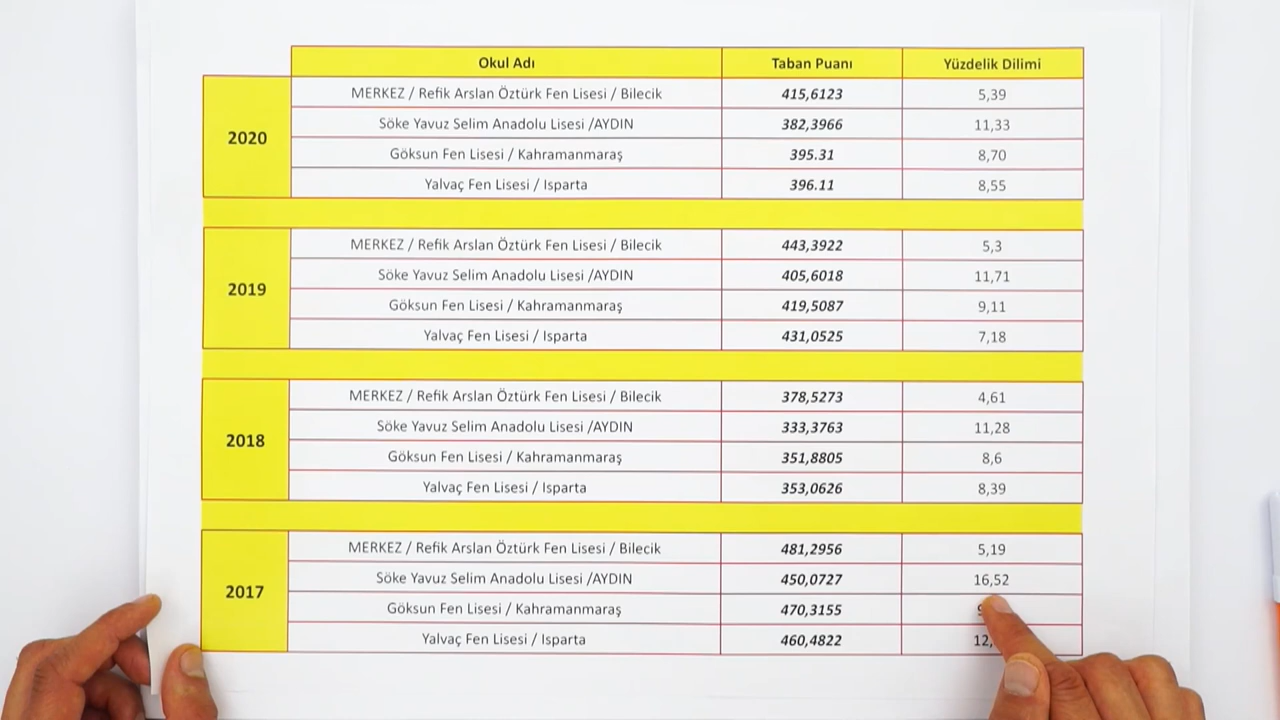 Okul Adı Taban Puanı Yüzdelik Dilimi
2020
MERKEZ / Refik Arslan Öztürk Fen Lisesi / Bilecik 415,6123 5,39
Söke Yavuz Selim Anadolu Lisesi /AYDIN 382,3966 11,33
Göksun Fen Lisesi / Kahramanmaraş 395.31 8,70
Yalvaç Fen Lisesi / Isparta 396.11 8,55
2019
MERKEZ / Refik Arslan Öztürk Fen Lisesi / Bilecik 443,3922 5,3
Söke Yavuz Selim Anadolu Lisesi /AYDIN 405,6018 11,71
Göksun Fen Lisesi / Kahramanmaraş 419,5087 9,11
Yalvaç Fen Lisesi / Isparta 431,0525 7,18
2018
MERKEZ / Refik Arslan Öztürk Fen Lisesi / Bilecik 378,5273 4,61
Söke Yavuz Selim Anadolu Lisesi /AYDIN 333,3763 11,28
Göksun Fen Lisesi / Kahramanmaraş 351,8805 8,6
Yalvaç Fen Lisesi / Isparta 353,0626 8,39
2017
MERKEZ / Refik Arslan Öztürk Fen Lisesi / Bilecik 481,2956 5,19
Söke Yavuz Selim Anadolu Lisesi /AYDIN 450,0727 16,52
Göksun Fen Lisesi / Kahramanmaraş 470,3155
Yalvaç Fen Lisesi / Isparta 460,4822 12,